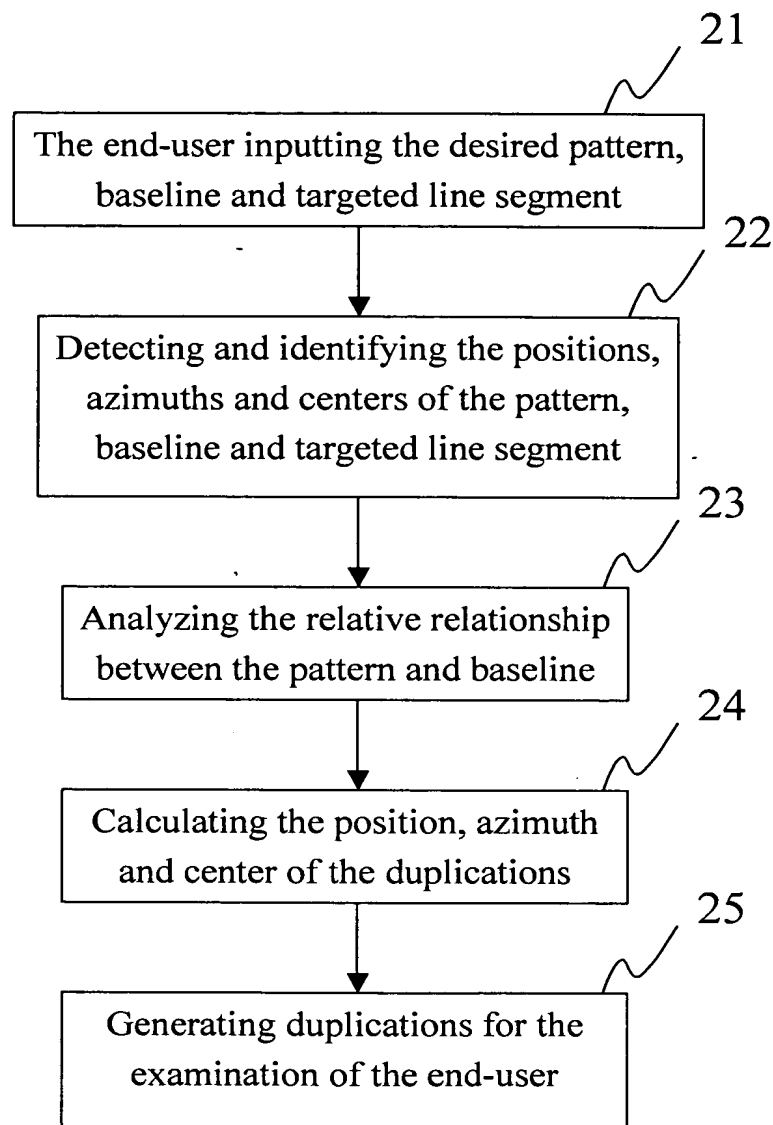 21
The end-user inputting the desired pattern,
baseline and targeted line segment
22
Detecting and identifying the positions,
azimuths and centers of the pattern,
baseline and targeted line segment
23
Analyzing the relative relationship
between the pattern and baseline
24
Calculating the position, azimuth
and center of the duplications
25
Generating duplications for the
examination of the end-user